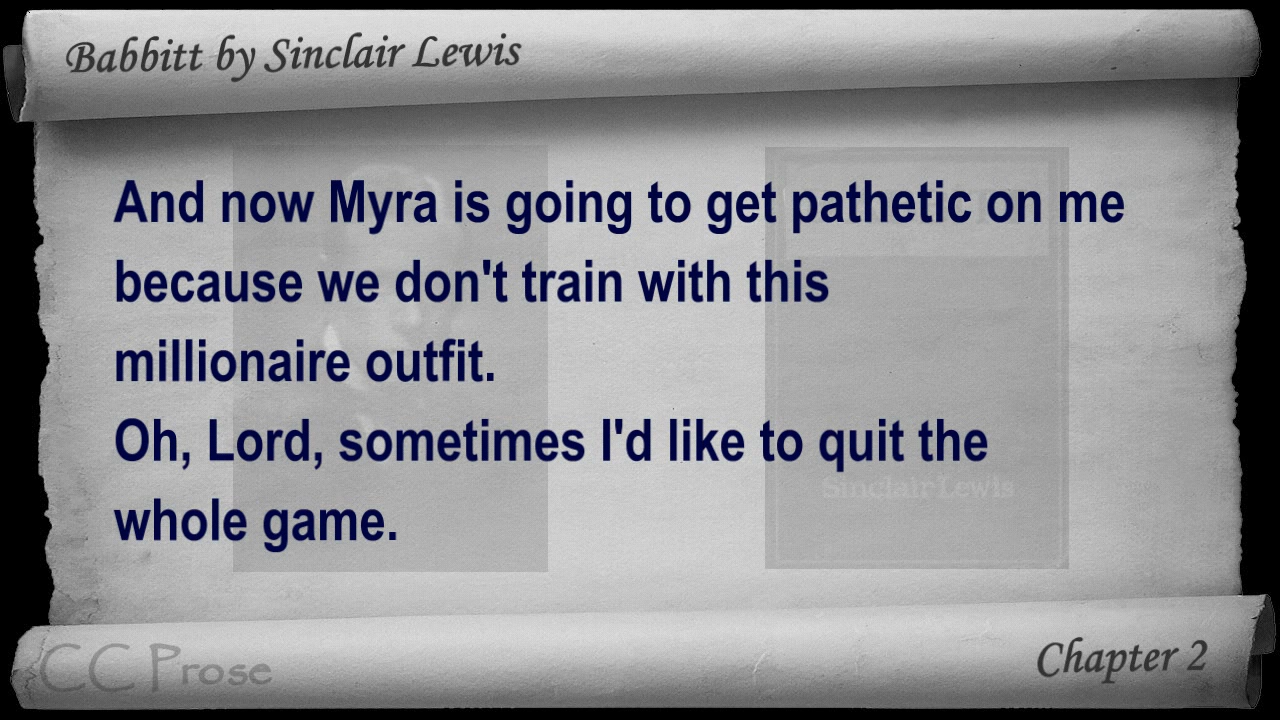 Babbitt by Sinclair Lewis
And now Myra is going to get pathetic on me
because we don't train with this
millionaire outfit.
Oh, Lord, sometimes I'd like to quit the
whole game.
Sinclair Lewis
CC Prose
Chapter 2